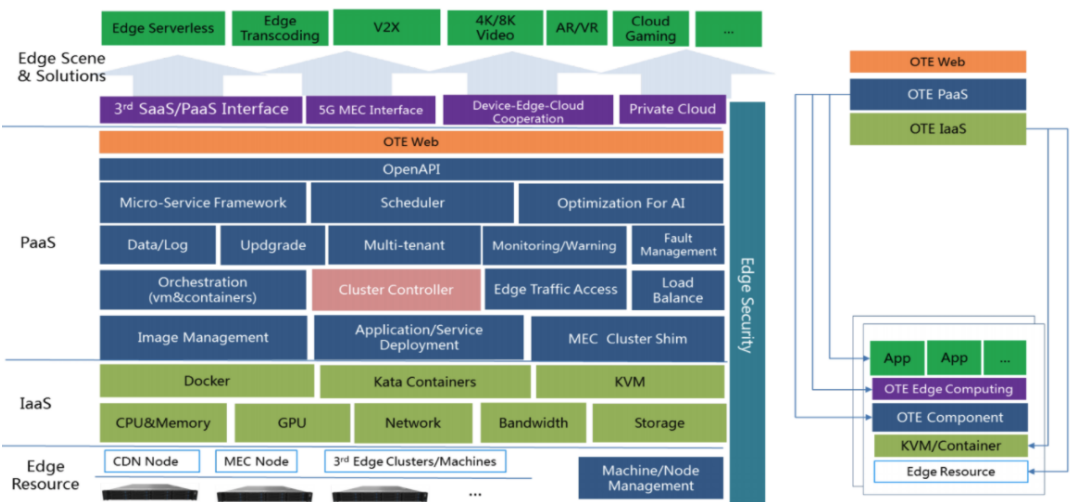 Edge Serverless
Edge
Transcoding
V2X
4K/8K
Video
AR/VR
Cloud
Gaming
...
Edge Scene
& Solutions
3rd SaaS/PaaS Interface
5G MEC Interface
Device-Edge-Cloud
Cooperation
Private Cloud
PaaS
OTE Web
OpenAPI
Micro-Service Framework
Scheduler
Optimization For AI
Data/Log
Updgrade
Multi-tenant
Monitoring/Warning
Fault
Management
Orchestration
(vm&containers)
Cluster Controller
Edge Traffic Access
Load
Balance
Image Management
Application/Service
Deployment
MEC Cluster Shim
IaaS
Docker
Kata Containers
KVM
CPU&Memory
GPU
Network
Bandwidth
Storage
Edge
Resource
CDN Node
MEC Node
3rd Edge Clusters/Machines
...
Machine/Node
Management
Edge Security
OTE Web
OTE PaaS
OTE IaaS
App
App
...
OTE Edge Computing
OTE Component
KVM/Container
Edge Resource